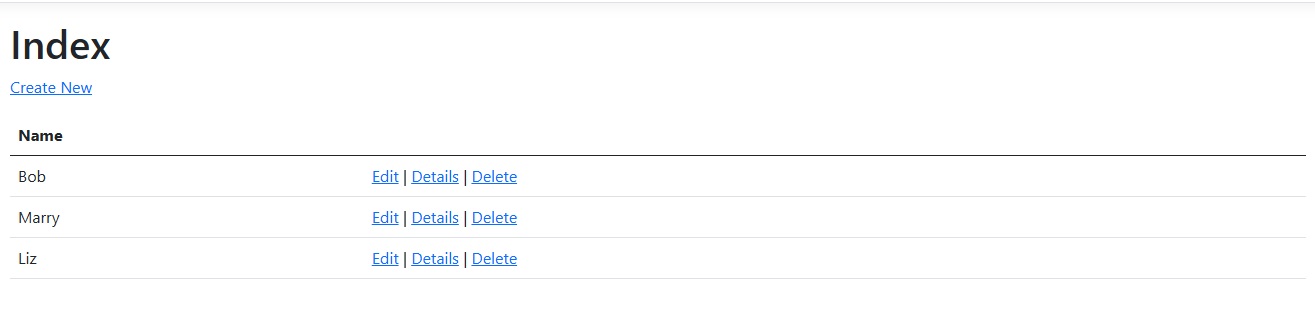 Index
Create New
Name
Bob Edit | Details | Delete
Marry Edit | Details | Delete
Liz Edit | Details | Delete